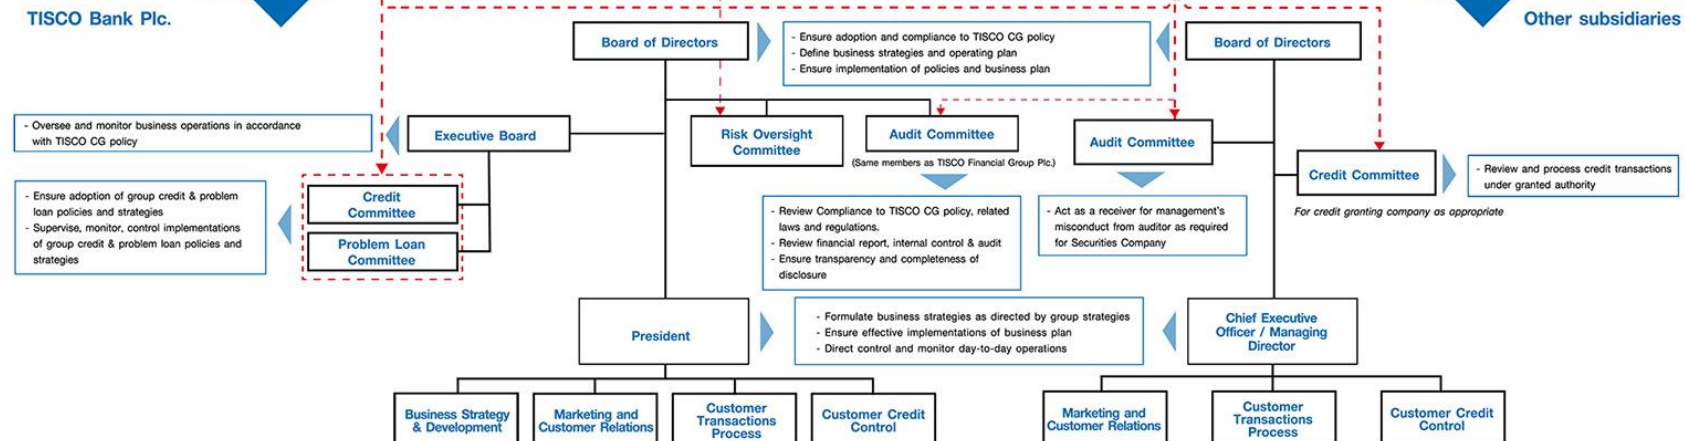 TISCO Bank Plc.
Other subsidiaries
Board of Directors
- Ensure adoption and compliance to TISCO CG policy
- Define business strategies and operating plan
- Ensure implementation of policies and business plan
Board of Directors
- Oversee and monitor business operations in accordance
with TISCO CG policy
Executive Board
Risk Oversight
Committee
Audit Committee
(Same members as TISCO Financial Group Plc.)
Audit Committee
Credit Committee
For credit granting company as appropriate
- Review and process credit transactions
under granted authority
- Ensure adoption of group credit & problem
loan policies and strategies
- Supervise, monitor, control implementations
of group credit & problem loan policies and
strategies
Credit
Committee
Problem Loan
Committee
- Review Compliance to TISCO CG policy, related
laws and regulations.
- Review financial report, internal control & audit
- Ensure transparency and completeness of
disclosure
- Act as a receiver for management's
misconduct from auditor as required
for Securities Company
President
- Formulate business strategies as directed by group strategies
- Ensure effective implementations of business plan
- Direct control and monitor day-to-day operations
Chief Executive
Officer / Managing
Director
Business Strategy
& Development
Marketing and
Customer Relations
Customer
Transactions
Process
Customer Credit
Control
Marketing and
Customer Relations
Customer
Transactions
Process
Customer Credit
Control